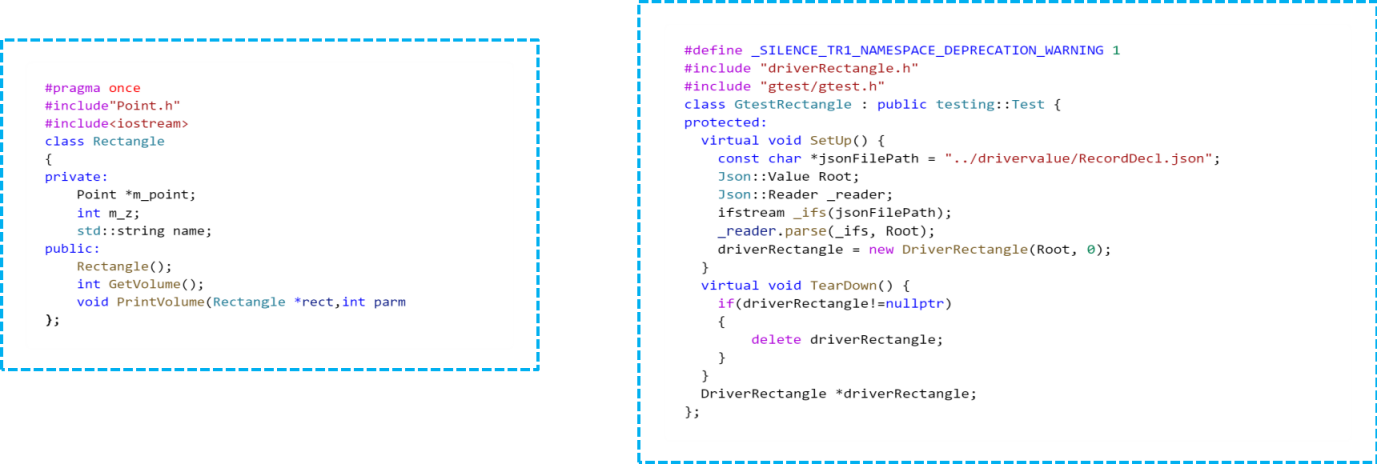 #pragma once
#include"Point.h"
#include<iostream>
class Rectangle
{
private:
    Point *m_point;
    int m_z;
    std::string name;
public:
    Rectangle();
    int GetVolume();
    void PrintVolume(Rectangle *rect,int parm
};
#define _SILENCE_TR1_NAMESPACE_DEPRECATION_WARNING 1
#include "driverRectangle.h"
#include "gtest/gtest.h"
class GtestRectangle : public testing::Test {
protected:
  virtual void SetUp() {
    const char *jsonFilePath = "../drivervalue/RecordDecl.json";
    Json::Value Root;
    Json::Reader _reader;
    ifstream _ifs(jsonFilePath);
    _reader.parse(_ifs, Root);
    driverRectangle = new DriverRectangle(Root, 0);
  }
  virtual void TearDown() {
    if(driverRectangle!=nullptr)
    {
        delete driverRectangle;
    }
  }
  DriverRectangle *driverRectangle;
};